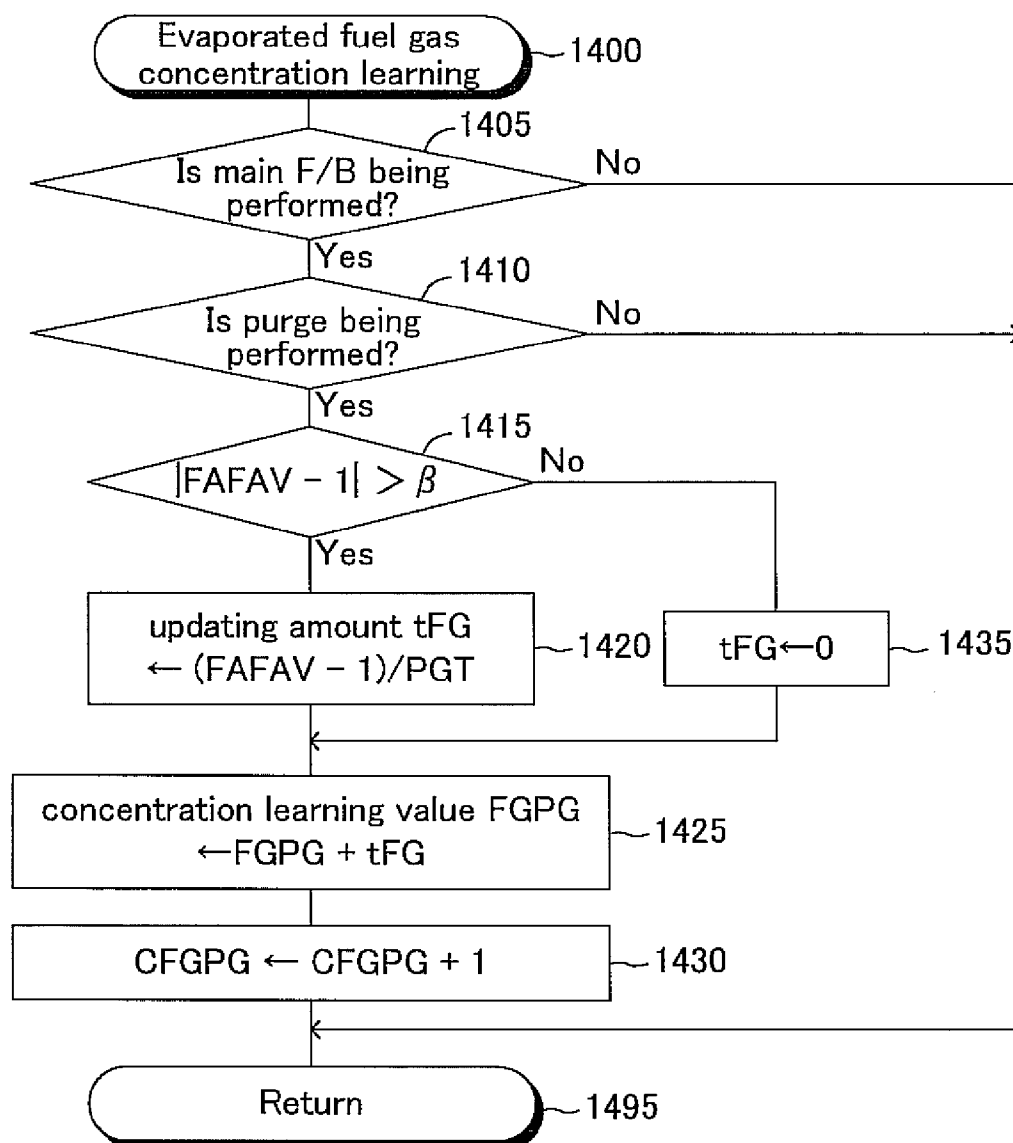 Evaporated fuel gas
concentration learning
1400
1405
Is main F/B being
performed?
No
Yes
1410
Is purge being
performed?
No
Yes
1415
|FAFAV - 1| > β
No
Yes
updating amount tFG
← (FAFAV - 1)/PGT
1420
tFG←0
1435
concentration learning value FGPG
←FGPG + tFG
1425
CFGPG ← CFGPG + 1
1430
Return
1495